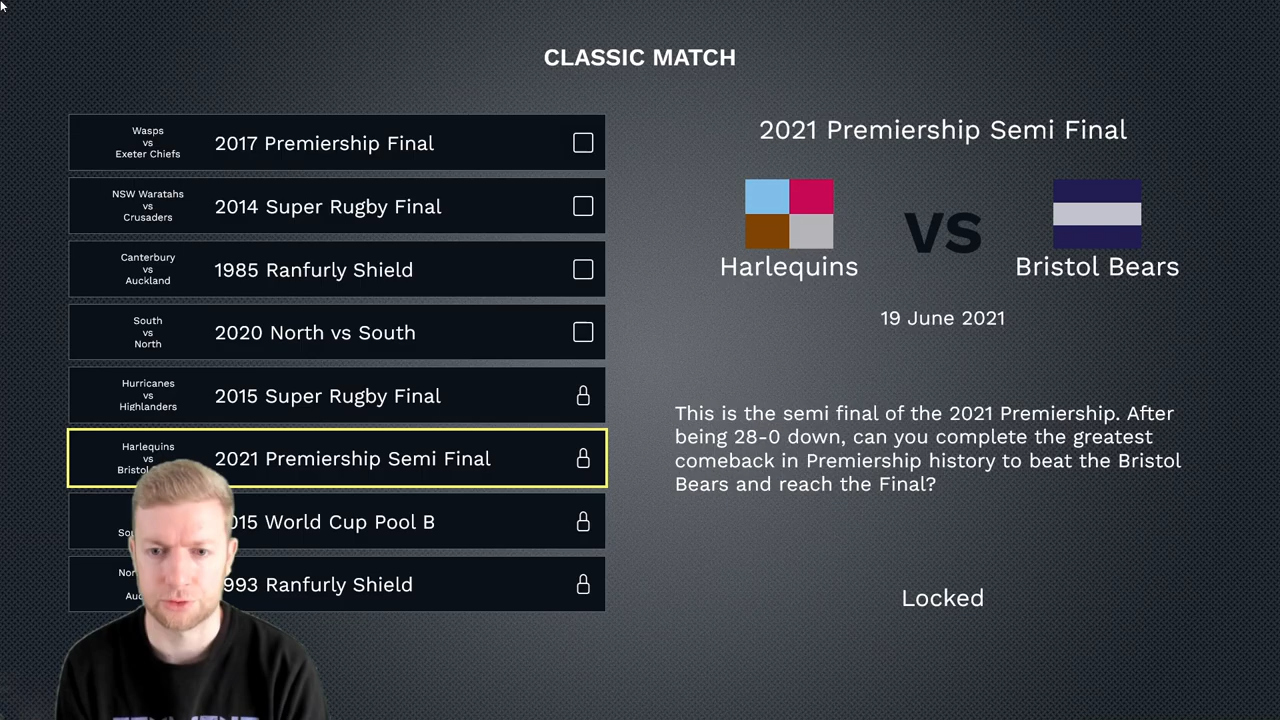 CLASSIC MATCH
Wasps
vs
Exeter Chiefs
2017 Premiership Final
NSW Waratahs
vs
Crusaders
2014 Super Rugby Final
Canterbury
vs
Auckland
1985 Ranfurly Shield
South
vs
North
2020 North vs South
Hurricanes
vs
Highlanders
2015 Super Rugby Final
Harlequins
vs
2021 Premiership Semi Final
World Cup Pool B
Ranfurly Shield
2021 Premiership Semi Final
VS
Harlequins
Bristol Bears
19 June 2021
This is the semi final of the 2021 Premiership. After
being 28-0 down, can you complete the greatest
comeback in Premiership history to beat the Bristol
Bears and reach the Final?
Locked